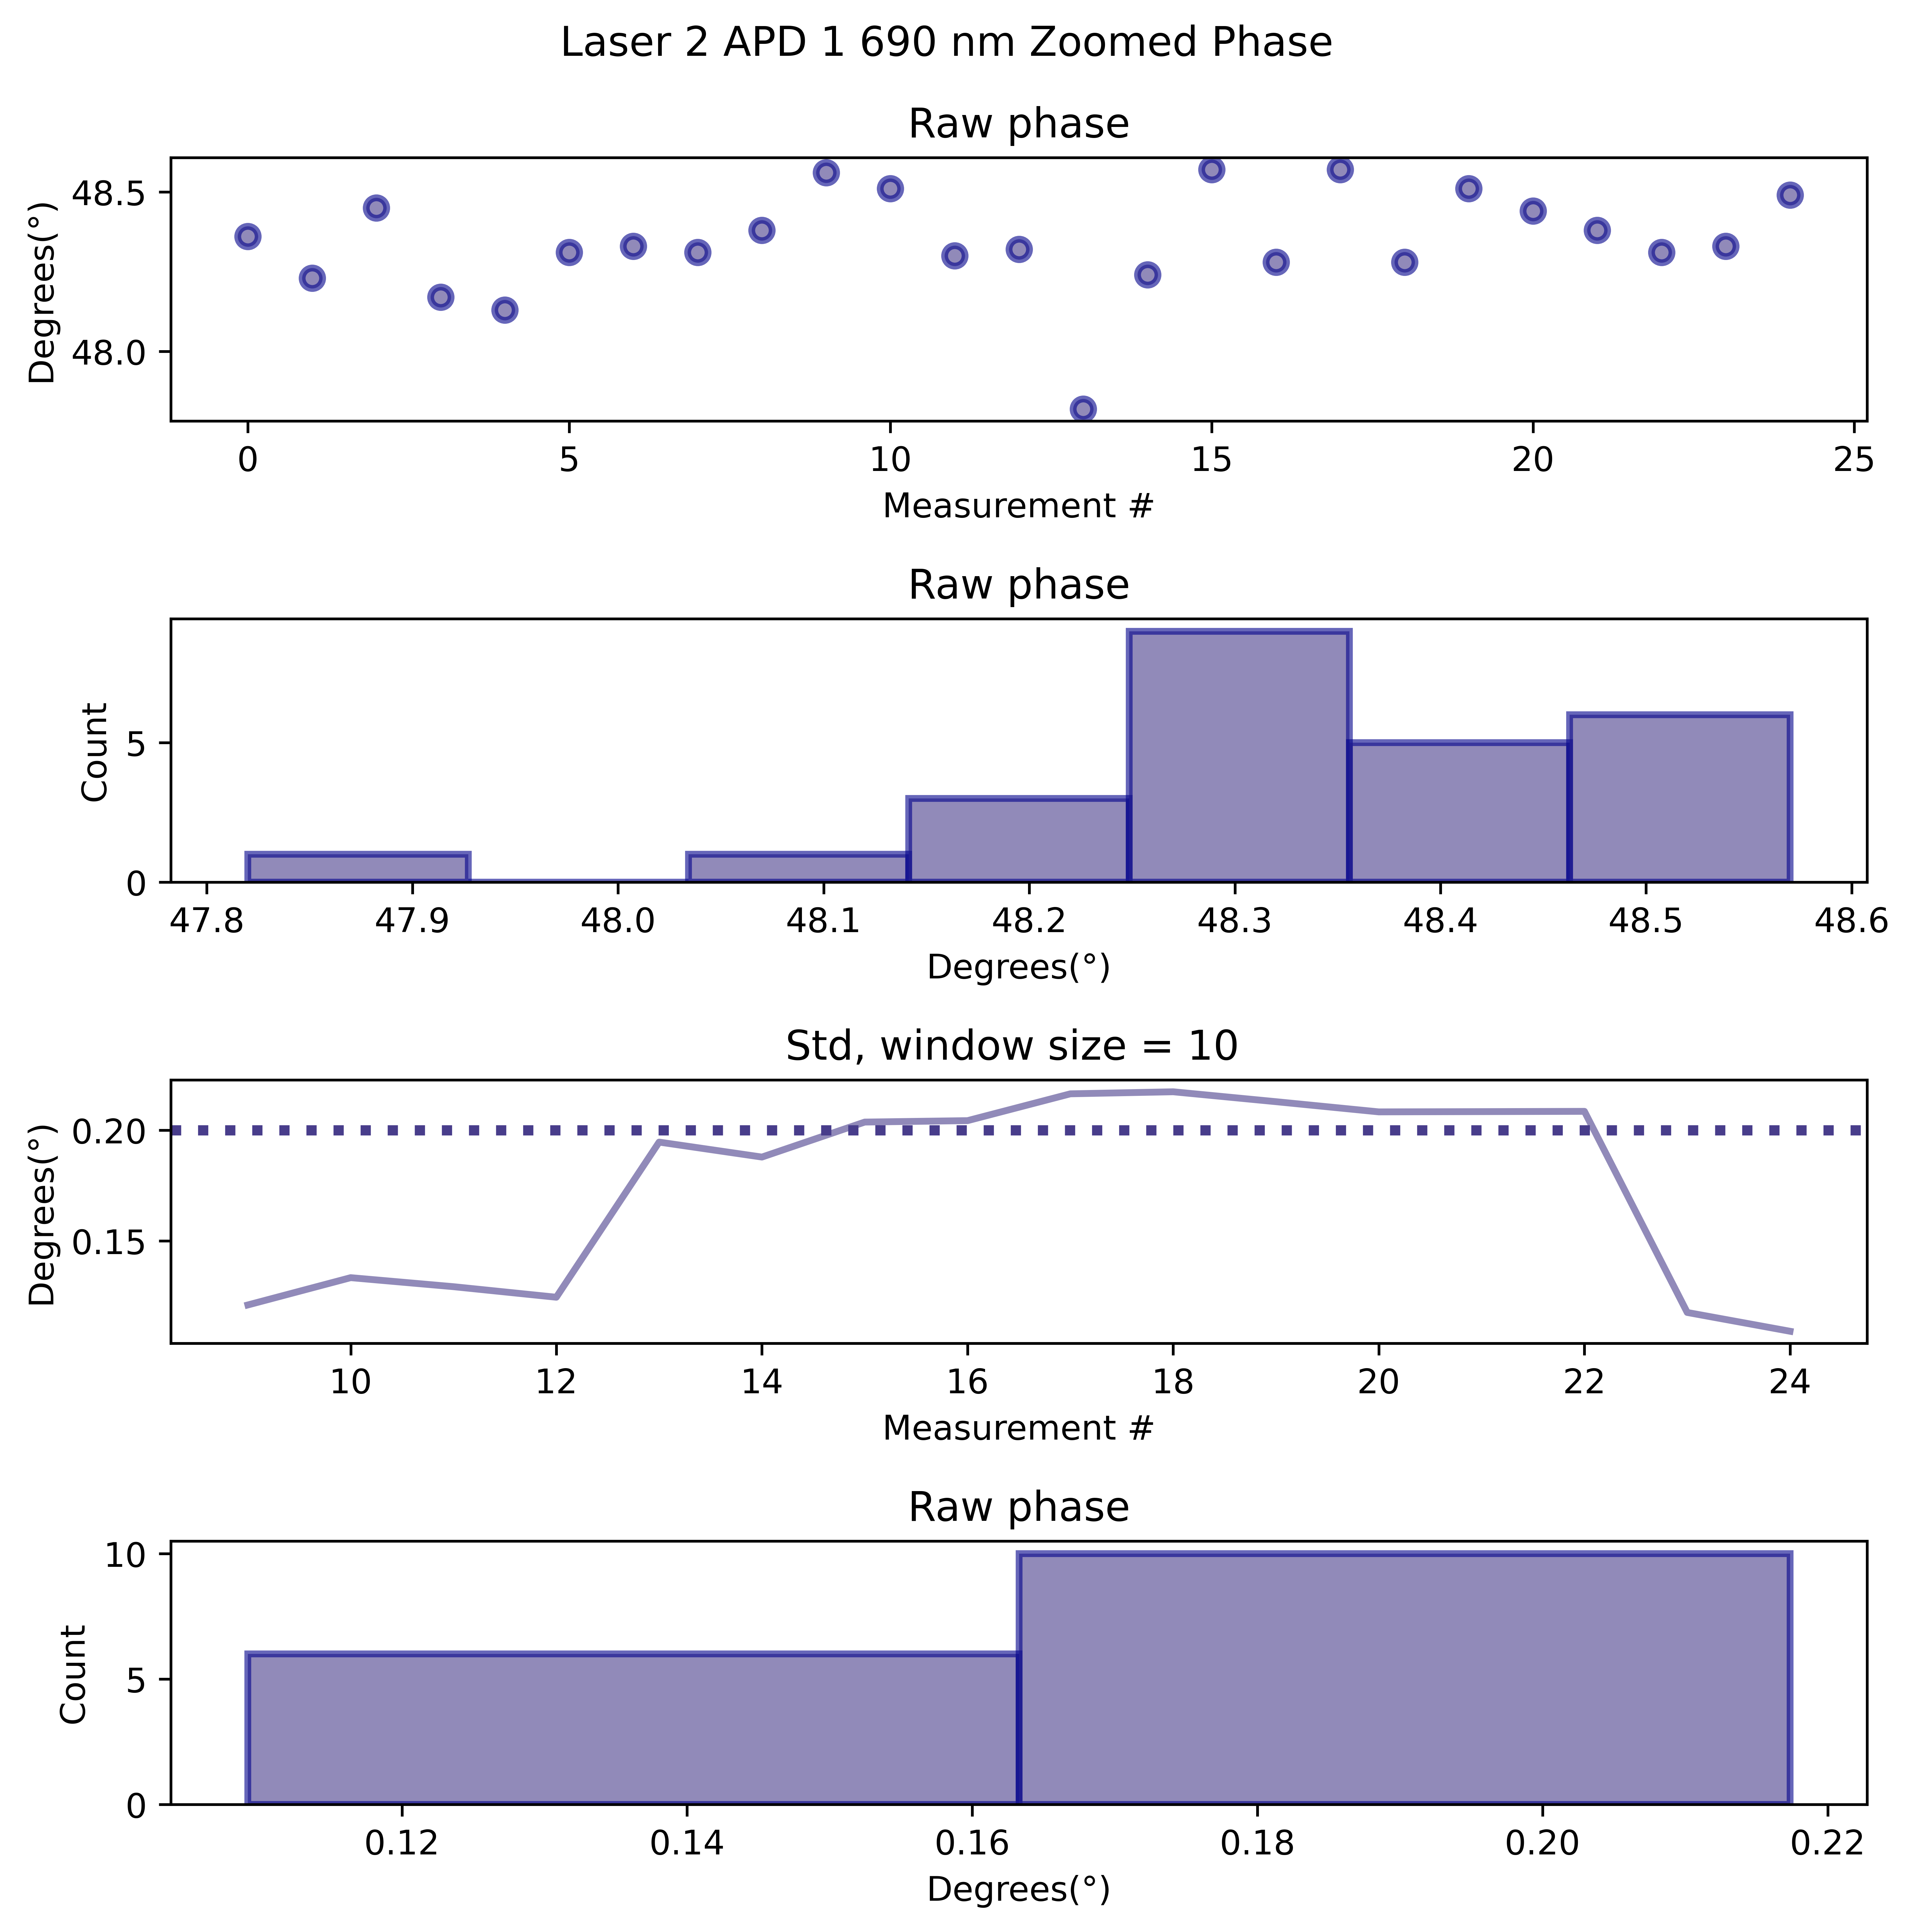 Laser 2 APD 1 690 nm Zoomed Phase
Raw phase
Degrees(°)
48.5
48.0
0 5 10 15 20 25
Measurement #
Raw phase
Count
5
0
47.8 47.9 48.0 48.1 48.2 48.3 48.4 48.5 48.6
Degrees(°)
Std, window size = 10
Degrees(°)
0.20
0.15
10 12 14 16 18 20 22 24
Measurement #
Raw phase
Count
10
5
0
0.12 0.14 0.16 0.18 0.20 0.22
Degrees(°)